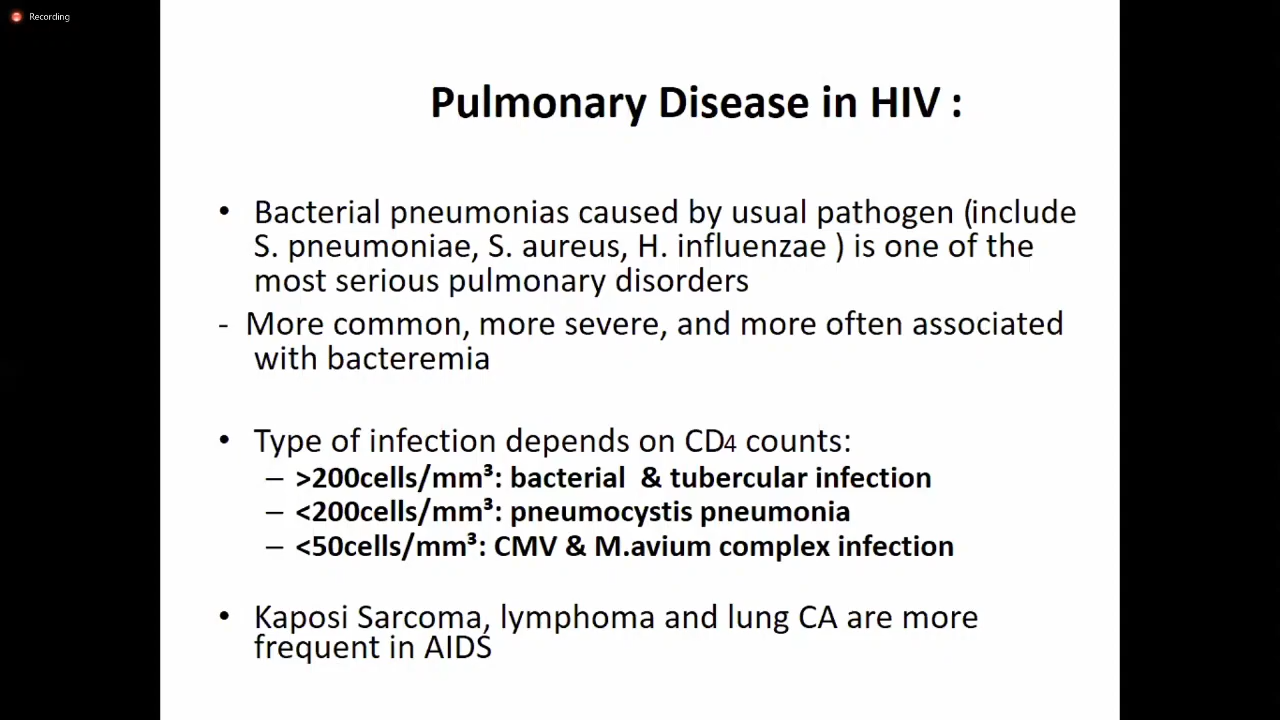 Recording
Pulmonary Disease in HIV :
• Bacterial pneumonias caused by usual pathogen (include
S. pneumoniae, S. aureus, H. influenzae ) is one of the
most serious pulmonary disorders
- More common, more severe, and more often associated
with bacteremia
• Type of infection depends on CD4 counts:
– >200cells/mm³: bacterial & tubercular infection
– <200cells/mm³: pneumocystis pneumonia
– <50cells/mm³: CMV & M.avium complex infection
• Kaposi Sarcoma, lymphoma and lung CA are more
frequent in AIDS